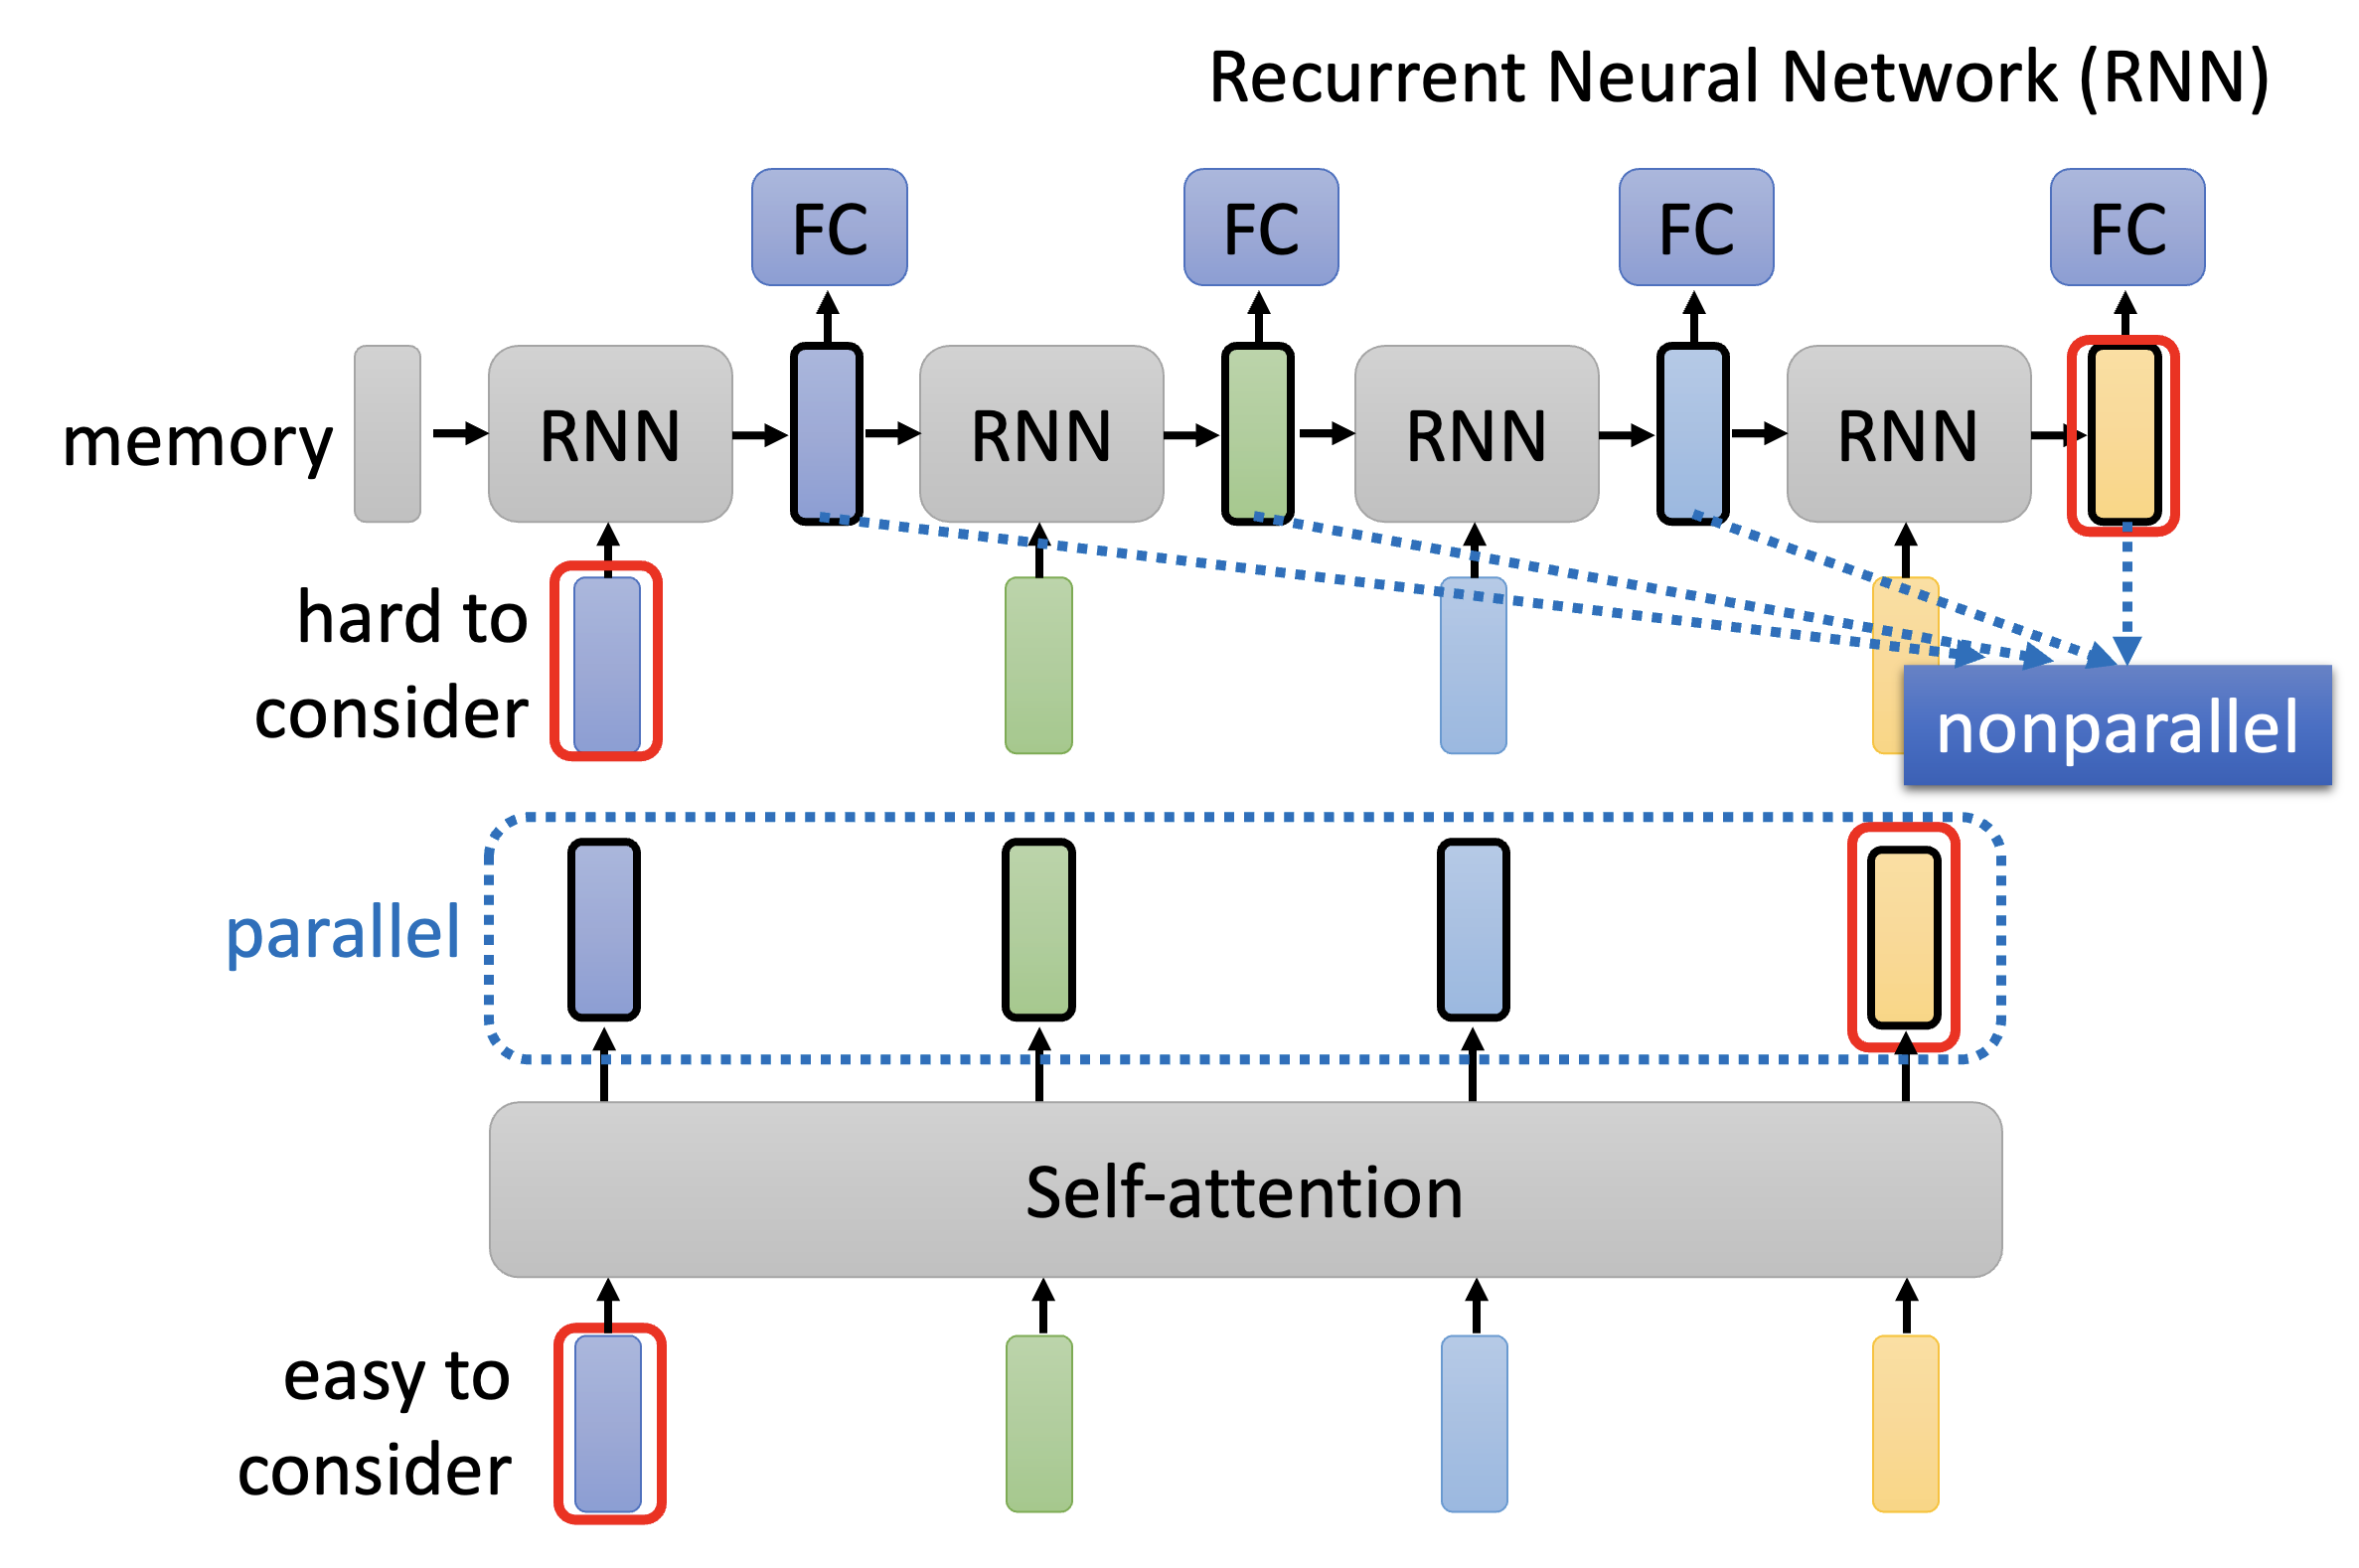 Recurrent Neural Network (RNN)
FC
FC
FC
FC
memory
RNN
RNN
RNN
RNN
hard to
consider
nonparallel
parallel
Self-attention
easy to
consider